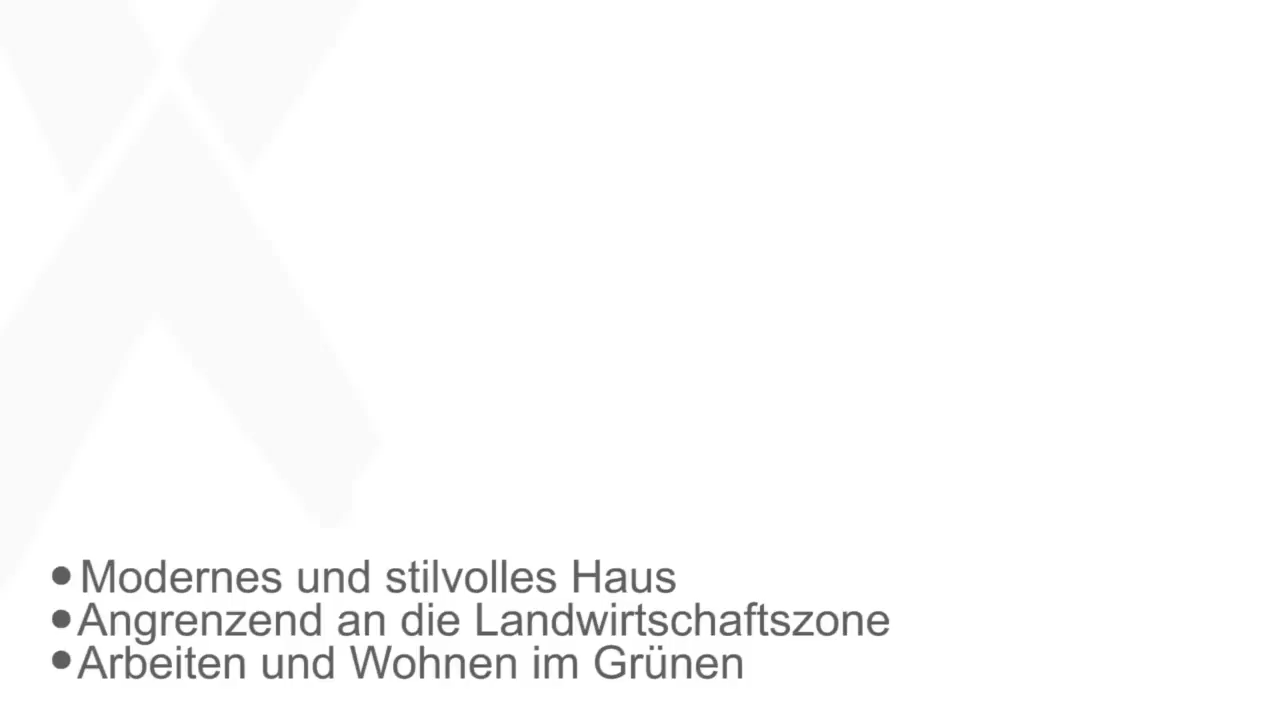 •Modernes und stilvolles Haus
•Angrenzend an die Landwirtschaftszone
•Arbeiten und Wohnen im Grünen